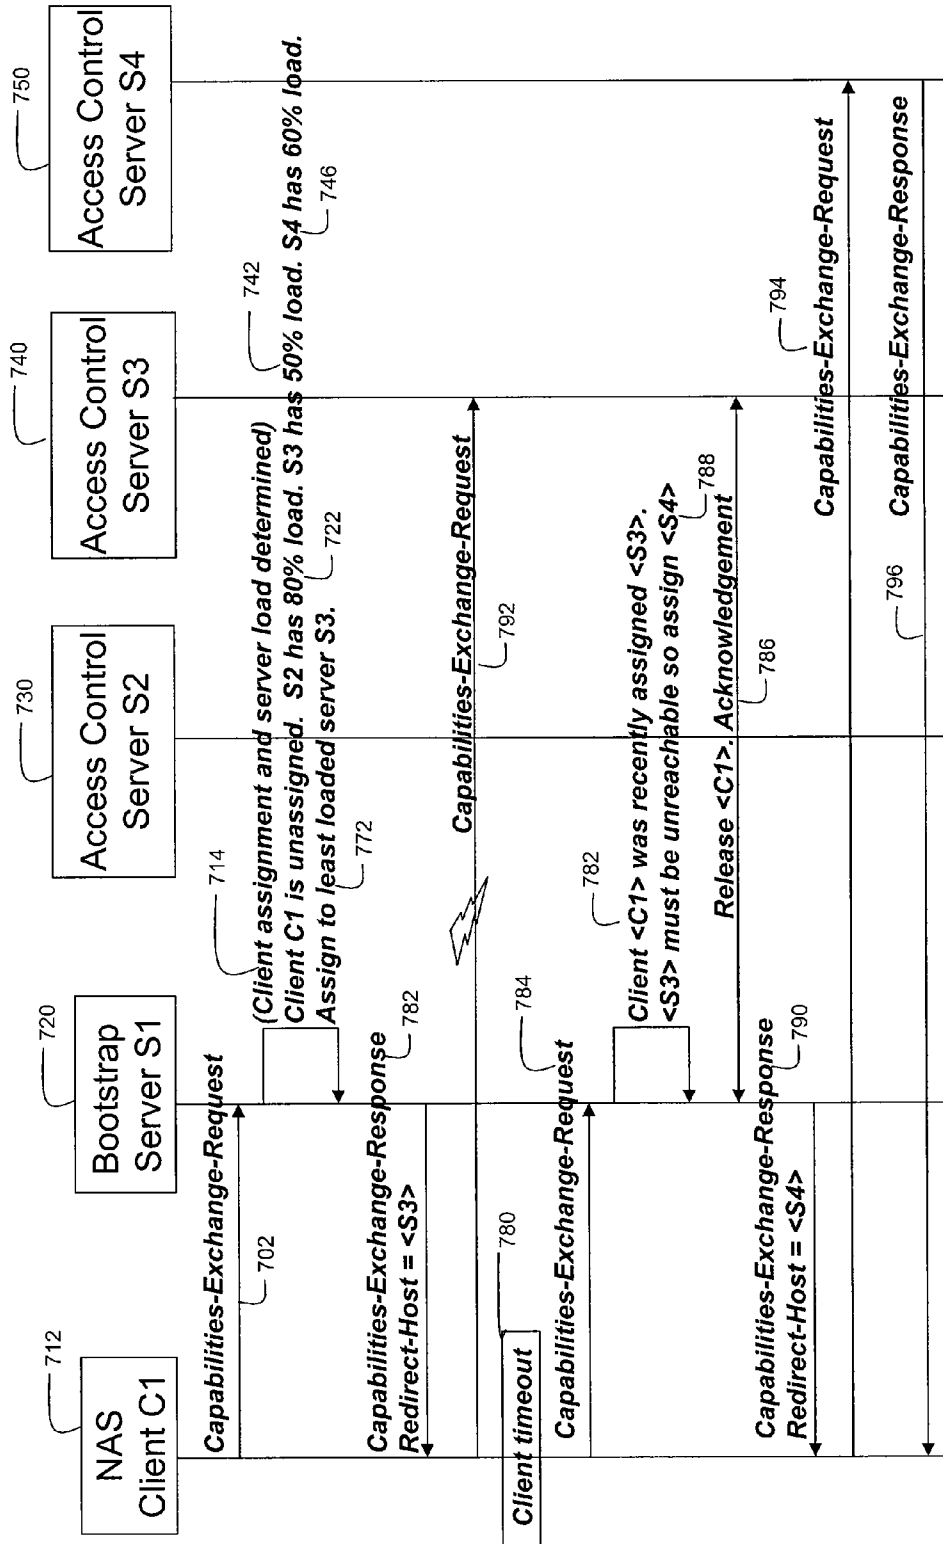 NAS
Client C1
712
Bootstrap
Server S1
720
Access Control
Server S2
730
Access Control
Server S3
740
Access Control
Server S4
750
Capabilities-Exchange-Request
702
714
(Client assignment and server load determined)
Client C1 is unassigned. S2 has 80% load. S3 has 50% load. S4 has 60% load.
Assign to least loaded server S3.
722
742
746
772
Capabilities-Exchange-Response
782
Redirect-Host = <S3>
Capabilities-Exchange-Request
792
780
Client timeout
Capabilities-Exchange-Request
784
782
Client <C1> was recently assigned <S3>.
<S3> must be unreachable so assign <S4>
788
Release <C1>. Acknowledgement
786
Capabilities-Exchange-Response
790
Redirect-Host = <S4>
794
Capabilities-Exchange-Request
Capabilities-Exchange-Response
796